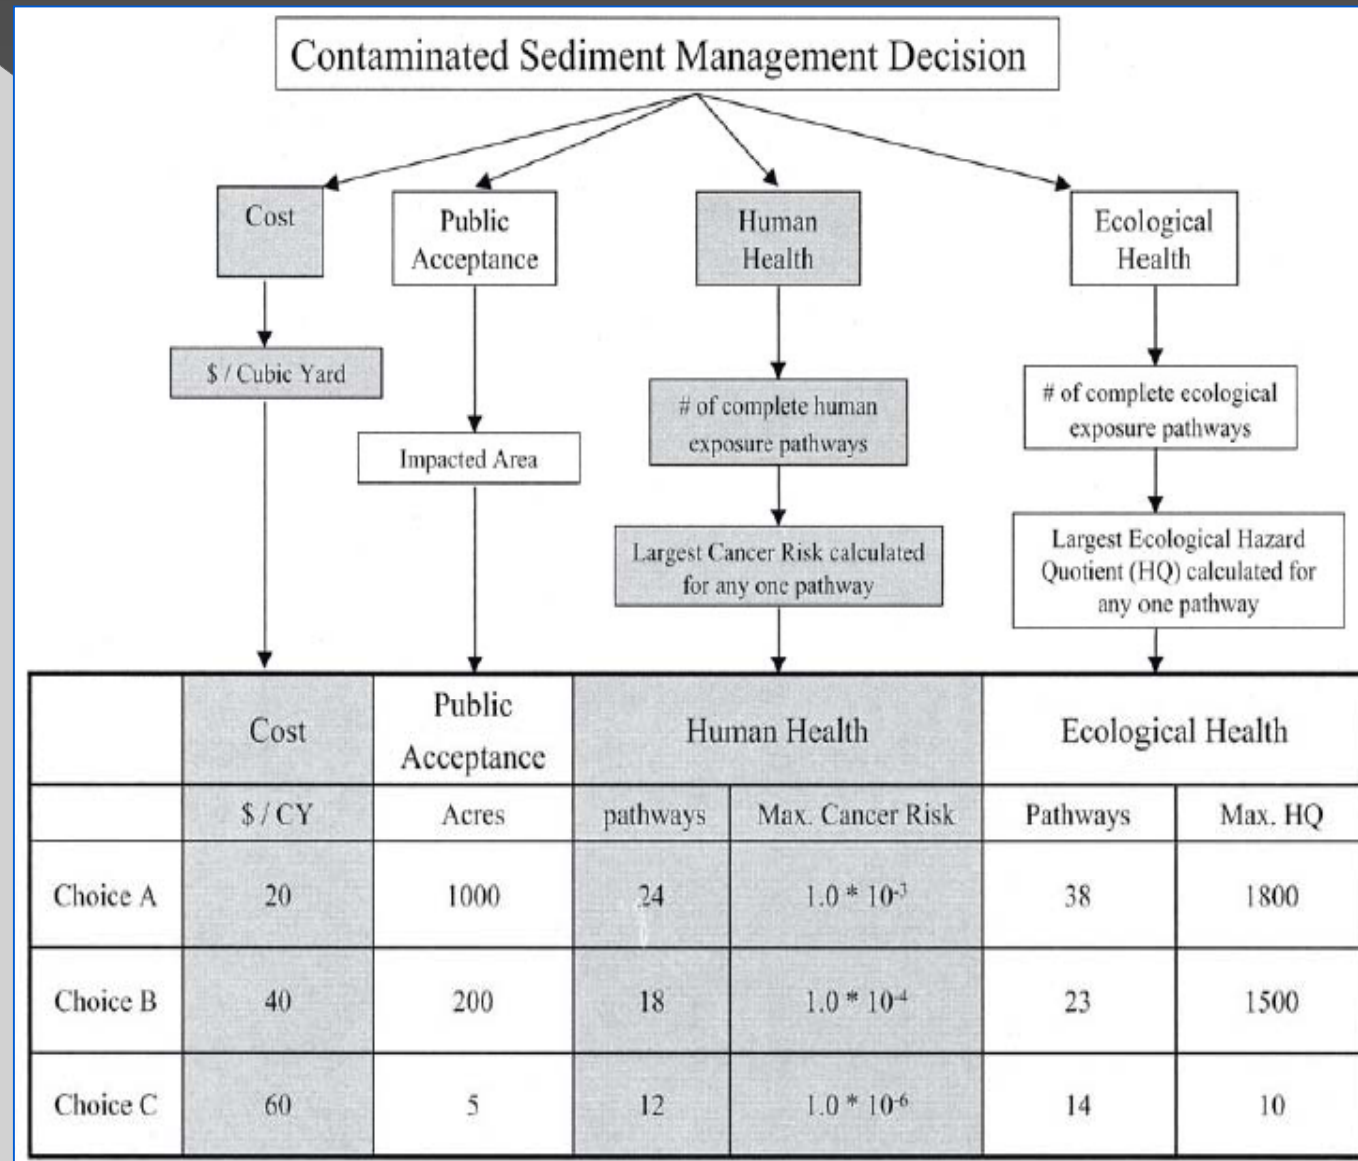 Contaminated Sediment Management Decision
Cost
Public
Acceptance
Human
Health
Ecological
Health
$ / Cubic Yard
Impacted Area
# of complete human
exposure pathways
# of complete ecological
exposure pathways
Largest Cancer Risk calculated
for any one pathway
Largest Ecological Hazard
Quotient (HQ) calculated for
any one pathway
Cost Public Acceptance Human Health Ecological Health
$ / CY Acres pathways Max. Cancer Risk Pathways Max. HQ
Choice A 20 1000 24 1.0 * 10⁻³ 38 1800
Choice B 40 200 18 1.0 * 10⁻⁴ 23 1500
Choice C 60 5 12 1.0 * 10⁻⁶ 14 10